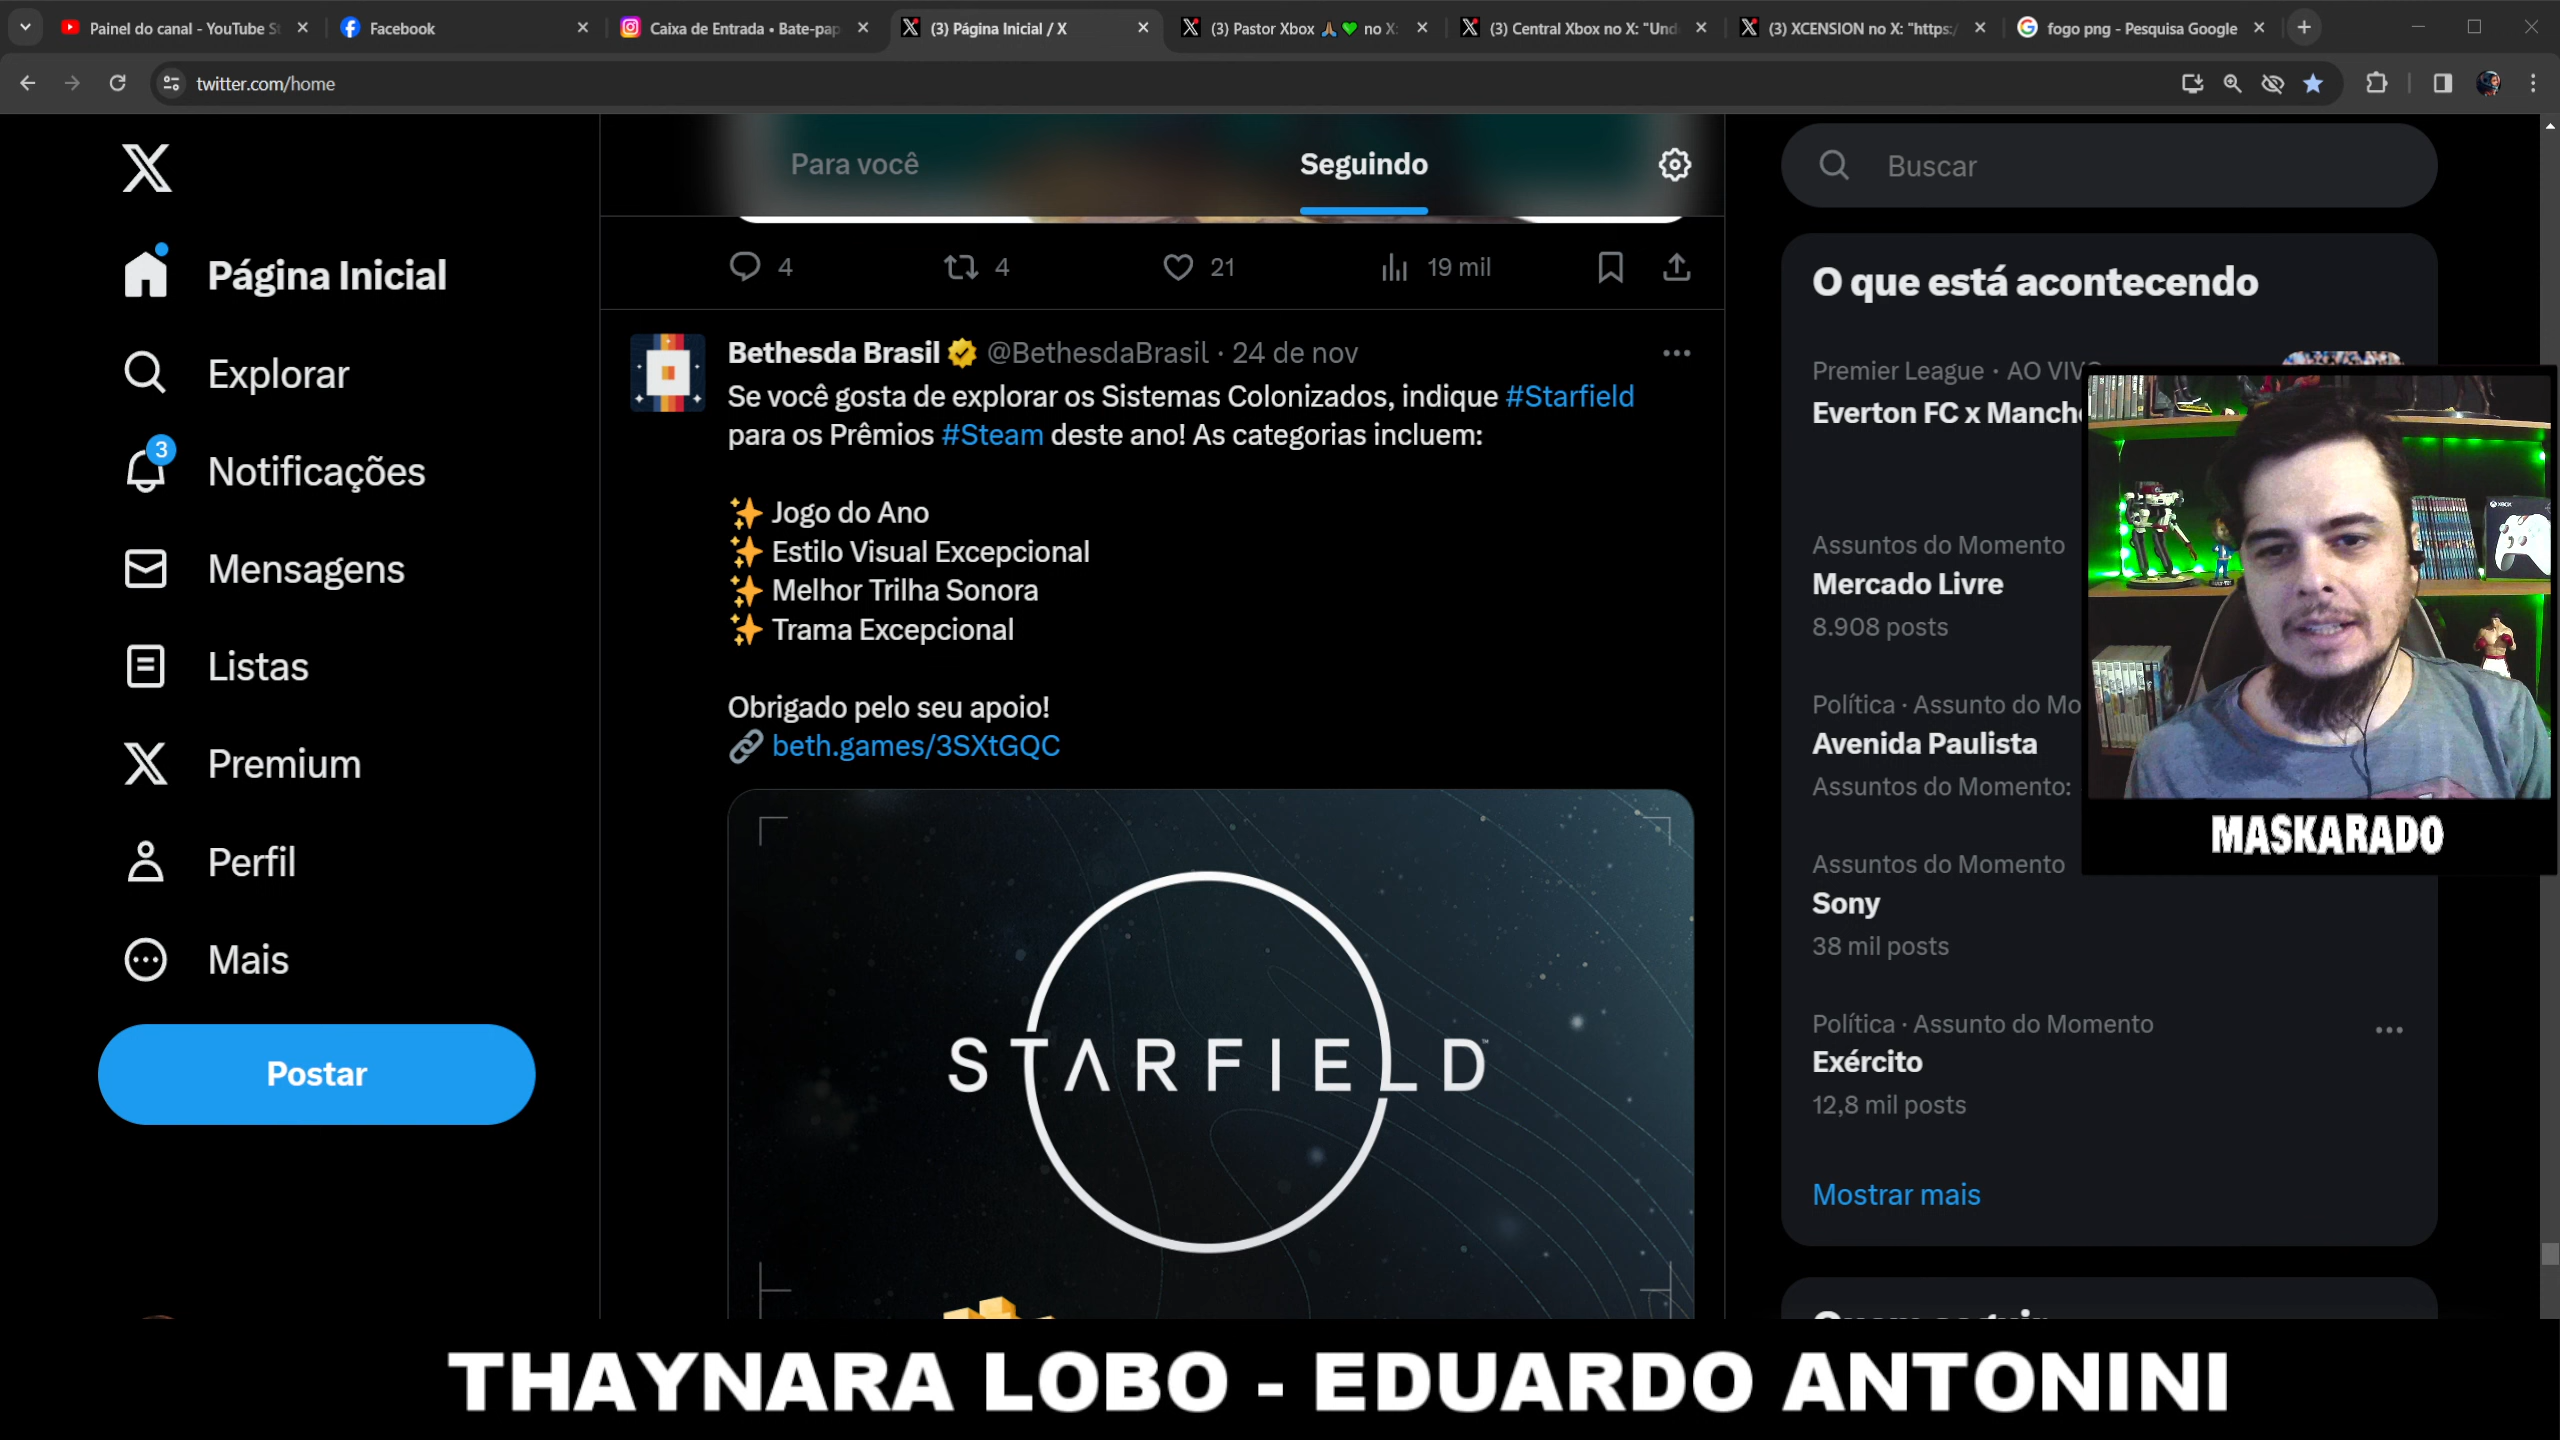 Painel do canal - YouTube St
Facebook
Caixa de Entrada • Bate-pap
(3) Página Inicial / X
(3) Pastor Xbox 🙏🏽💚 no X:
(3) Central Xbox no X: "Und
(3) XCENSION no X: "https:/
fogo png - Pesquisa Google
twitter.com/home
Página Inicial
Explorar
3
Notificações
Mensagens
Listas
Premium
Perfil
Mais
Postar
Para você
Seguindo
4
4
21
19 mil
Bethesda Brasil @BethesdaBrasil · 24 de nov
Se você gosta de explorar os Sistemas Colonizados, indique #Starfield
para os Prêmios #Steam deste ano! As categorias incluem:
✨ Jogo do Ano
✨ Estilo Visual Excepcional
✨ Melhor Trilha Sonora
✨ Trama Excepcional
Obrigado pelo seu apoio!
🔗 beth.games/3SXtGQC
STARFIELD™
Buscar
O que está acontecendo
Premier League · AO VIVO
Everton FC x Manche
Assuntos do Momento
Mercado Livre
8.908 posts
Política · Assunto do Mo
Avenida Paulista
Assuntos do Momento:
Assuntos do Momento
Sony
38 mil posts
Política · Assunto do Momento
Exército
12,8 mil posts
Mostrar mais
Quem seguir
XBOX
MASKARADO
THAYNARA LOBO - EDUARDO ANTONINI